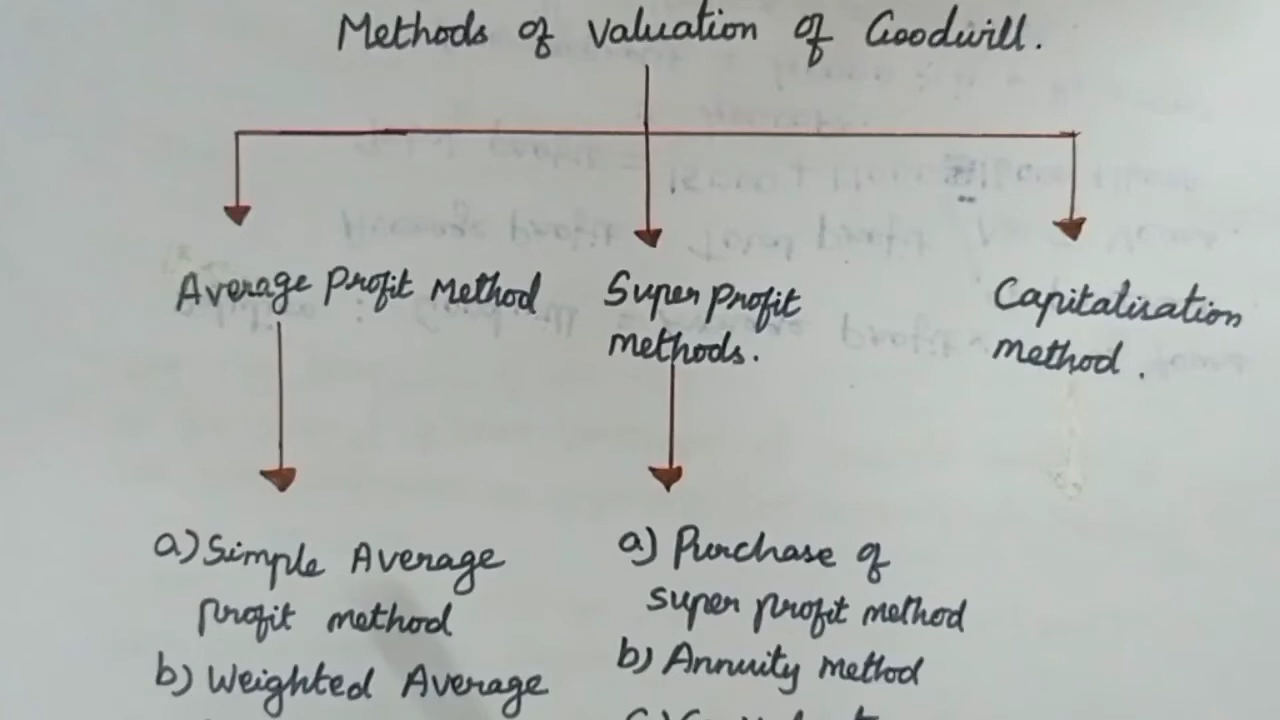 Methods of valuation of Goodwill.
Average Profit Method
Super Profit
methods.
Capitalisation
method.
a) Simple Average
profit method
b) Weighted Average
a) Purchase of
super profit method
b) Annuity method